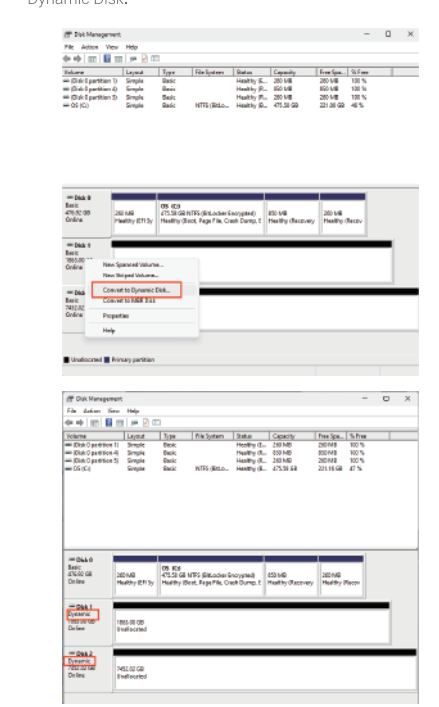 Dynamic Disk.
Disk Management
File Action View Help
Volume Layout Type File System Status Capacity Free Spa... % Free
(Disk 0 partition 1) Simple Basic Healthy (E... 260 MB 260 MB 100 %
(Disk 0 partition 4) Simple Basic Healthy (R... 850 MB 850 MB 100 %
(Disk 0 partition 5) Simple Basic Healthy (R... 260 MB 260 MB 100 %
OS (C:) Simple Basic NTFS (BitLo... Healthy (B... 475.58 GB 46 %
Disk 0
Basic
476.92 GB
Online
260 MB
Healthy (EFI Sy
OS (C:)
475.58 GB NTFS (BitLocker Encrypted)
Healthy (Boot, Page File, Crash Dump, B
850 MB
Healthy (Recovery
260 MB
Healthy (Recov
Disk 1
Basic
Online
New Spanned Volume...
New Striped Volume...
Convert to Dynamic Disk...
Convert to MBR Disk
Properties
Help
Disk
Basic
7452.02
Online
Unallocated Primary partition
Disk Management
File Action View Help
Volume Layout Type File System Status Capacity Free Spa... % Free
(Disk 0 partition 1) Simple Basic Healthy (E... 260 MB 260 MB 100 %
(Disk 0 partition 4) Simple Basic Healthy (R... 850 MB 850 MB 100 %
(Disk 0 partition 5) Simple Basic Healthy (R... 260 MB 260 MB 100 %
OS (C:) Simple Basic NTFS (BitLo... Healthy (B... 475.58 GB 221.16 GB 47 %
Disk 0
Basic
476.92 GB
Online
260 MB
Healthy (EFI Sy
OS (C:)
475.58 GB NTFS (BitLocker Encrypted)
Healthy (Boot, Page File, Crash Dump, B
850 MB
Healthy (Recovery
260 MB
Healthy (Recov
Disk 1
Dynamic
Online
1863.00 GB
Unallocated
Disk 2
Dynamic
7452.02 GB
Online
7452.02 GB
Unallocated